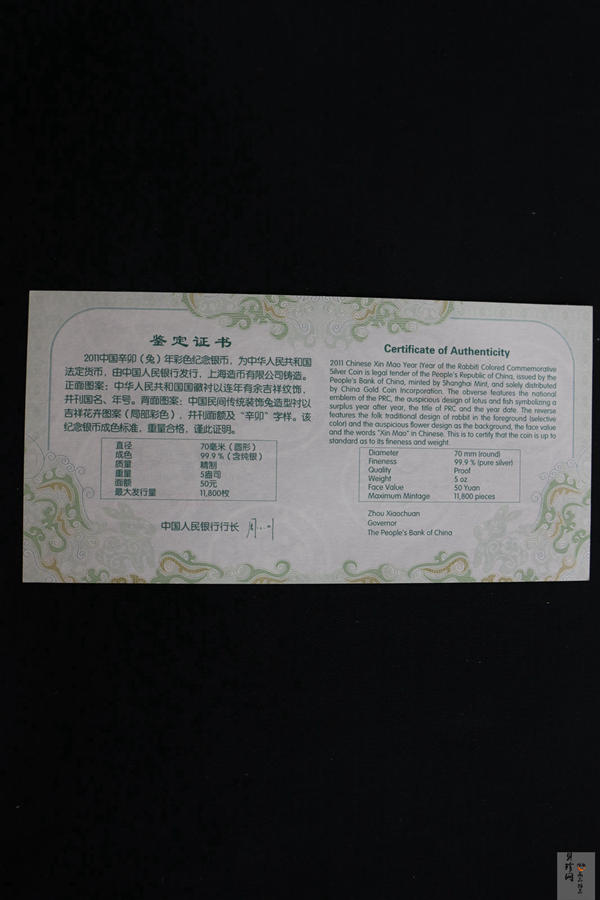 鉴定证书
2011中国辛卯（兔）年彩色纪念银币，为中华人民共和国
法定货币，由中国人民银行发行，上海造币有限公司铸造。
正面图案：中华人民共和国国徽衬以连年有余吉祥纹饰，
并刊国名、年号。背面图案：中国民间传统装饰兔造型衬以
吉祥花卉图案（局部彩色），并刊面额及“辛卯”字样。该
纪念银币成色标准，重量合格，谨此证明。
直径 70毫米（圆形）
成色 99.9%（含纯银）
质量 精制
重量 5盎司
面额 50元
最大发行量 11,800枚
中国人民银行行长
Certificate of Authenticity
2011 Chinese Xin Mao Year (Year of the Rabbit) Colored Commemorative
Silver Coin is legal tender of the People's Republic of China, issued by the
People's Bank of China, minted by Shanghai Mint, and solely distributed
by China Gold Coin Incorporation. The obverse features the national
emblem of the PRC, the auspicious design of lotus and fish symbolizing a
surplus year after year, the title of PRC and the year date. The reverse
features the folk traditional design of rabbit in the foreground (selective
color) and the auspicious flower design as the background, the face value
and the words "Xin Mao" in Chinese. This is to certify that the coin is up to
standard as to its fineness and weight.
Diameter 70 mm (round)
Fineness 99.9% (pure silver)
Quality Proof
Weight 5 oz
Face Value 50 Yuan
Maximum Mintage 11,800 pieces
Zhou Xiaochuan
Governor
The People's Bank of China